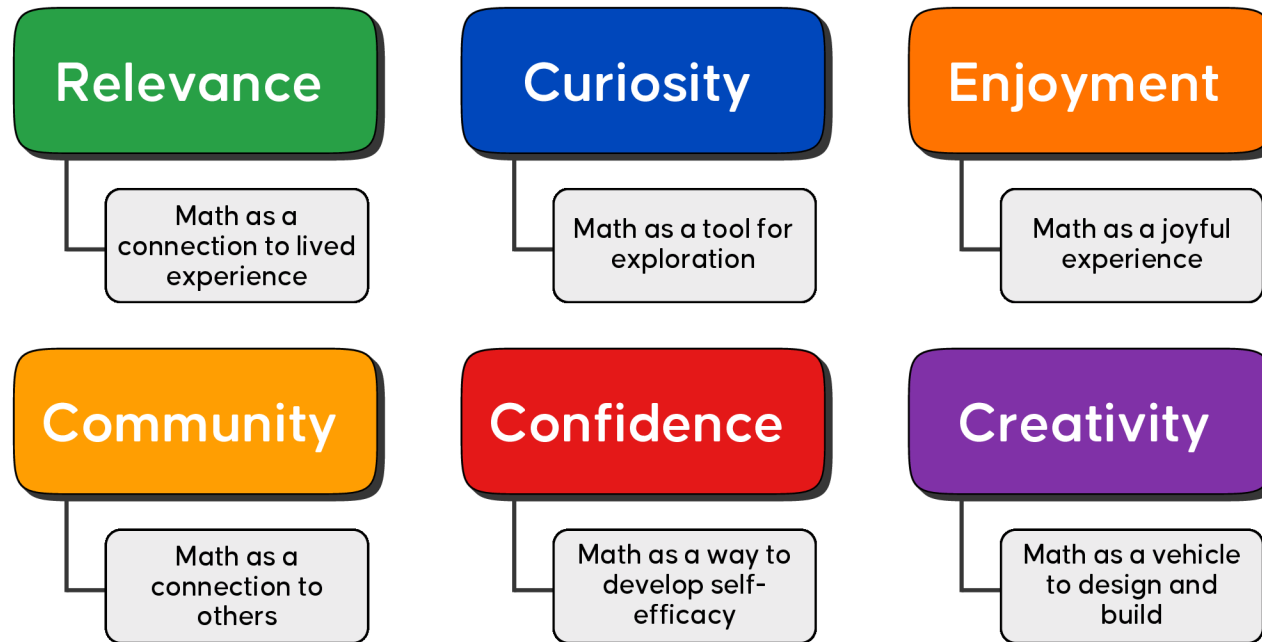 Relevance
Math as a
connection to lived
experience
Curiosity
Math as a tool for
exploration
Enjoyment
Math as a joyful
experience
Community
Math as a
connection to
others
Confidence
Math as a way to
develop self-
efficacy
Creativity
Math as a vehicle
to design and
build